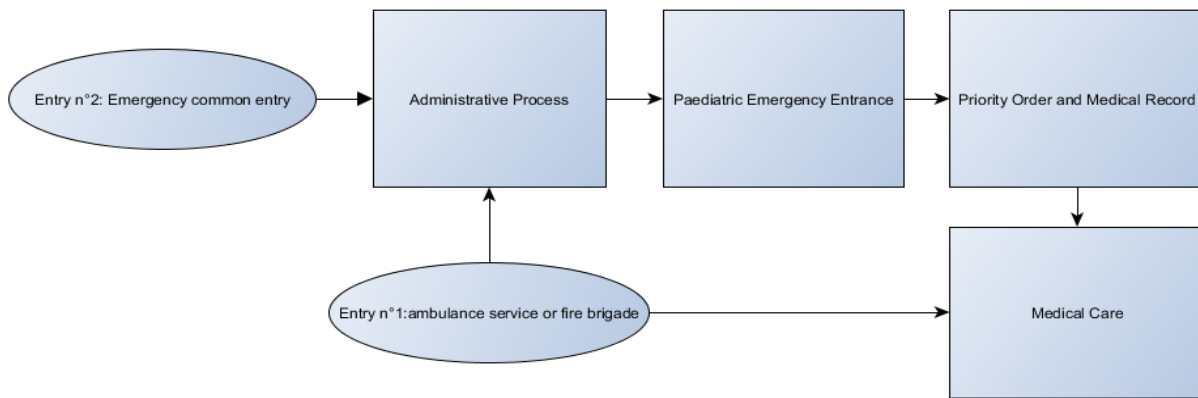 Entry n°2: Emergency common entry
Administrative Process
Paediatric Emergency Entrance
Priority Order and Medical Record
Entry n°1:ambulance service or fire brigade
Medical Care